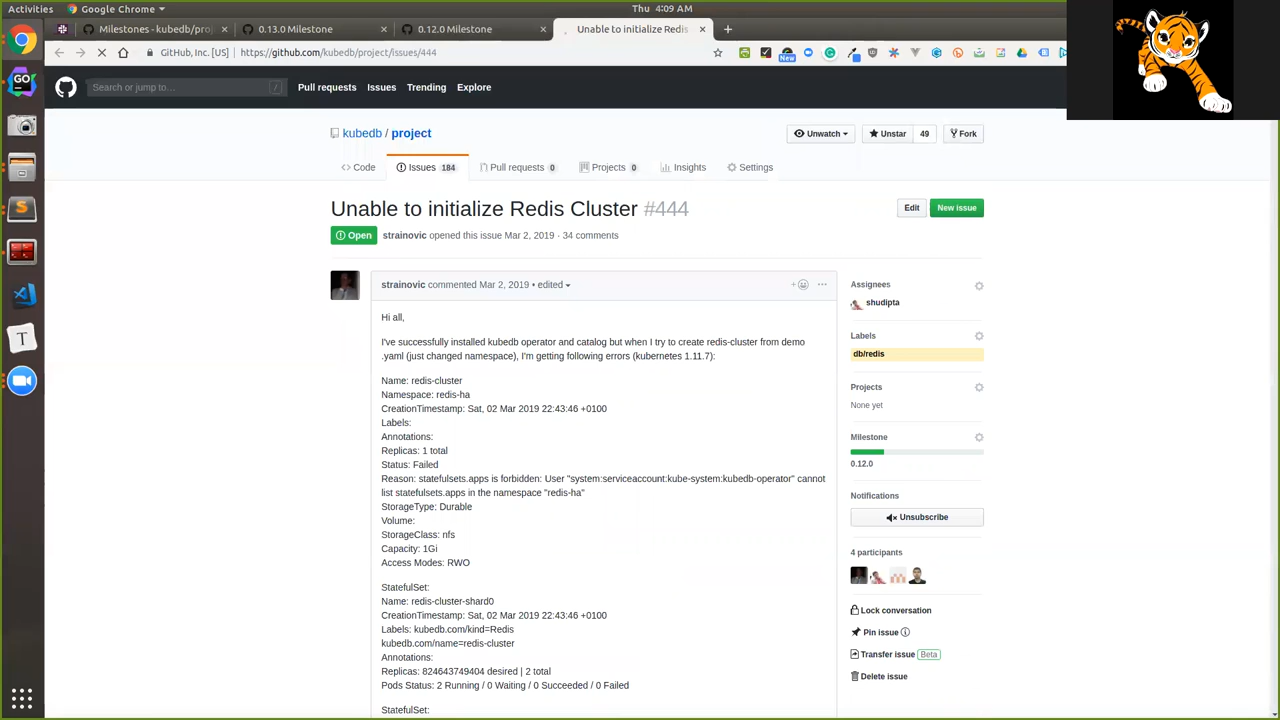 Activities
Google Chrome
Thu 4:09 AM
Milestones - kubedb/proj
0.13.0 Milestone
0.12.0 Milestone
Unable to initialize Redis
GitHub, Inc. [US]
https://github.com/kubedb/project/issues/444
New
Search or jump to…
/
Pull requests
Issues
Trending
Explore
kubedb / project
Unwatch
Unstar
49
Fork
Code
Issues 184
Pull requests 0
Projects 0
Insights
Settings
Unable to initialize Redis Cluster #444
Edit
New issue
Open
strainovic opened this issue Mar 2, 2019 · 34 comments
strainovic commented Mar 2, 2019 • edited
Hi all,
I've successfully installed kubedb operator and catalog but when I try to create redis-cluster from demo
.yaml (just changed namespace), I'm getting following errors (kubernetes 1.11.7):
Name: redis-cluster
Namespace: redis-ha
CreationTimestamp: Sat, 02 Mar 2019 22:43:46 +0100
Labels:
Annotations:
Replicas: 1 total
Status: Failed
Reason: statefulsets.apps is forbidden: User "system:serviceaccount:kube-system:kubedb-operator" cannot
list statefulsets.apps in the namespace "redis-ha"
StorageType: Durable
Volume:
StorageClass: nfs
Capacity: 1Gi
Access Modes: RWO
StatefulSet:
Name: redis-cluster-shard0
CreationTimestamp: Sat, 02 Mar 2019 22:43:46 +0100
Labels: kubedb.com/kind=Redis
kubedb.com/name=redis-cluster
Annotations:
Replicas: 824643749404 desired | 2 total
Pods Status: 2 Running / 0 Waiting / 0 Succeeded / 0 Failed
StatefulSet:
Assignees
shudipta
Labels
db/redis
Projects
None yet
Milestone
0.12.0
Notifications
Unsubscribe
4 participants
Lock conversation
Pin issue
Transfer issue Beta
Delete issue
GO
S
T